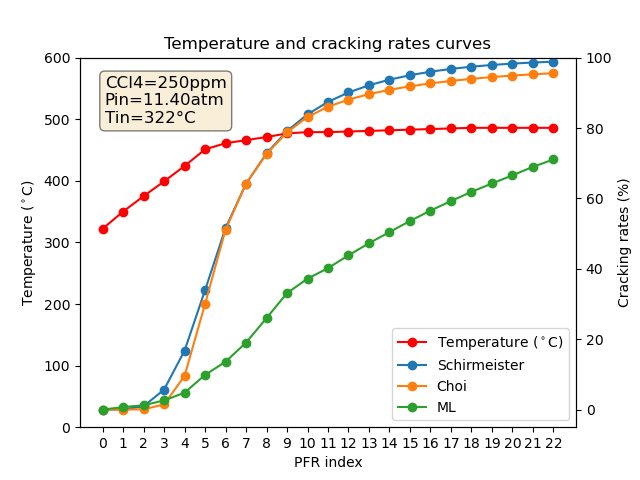 Temperature and cracking rates curves
CCl4=250ppm
Pin=11.40atm
Tin=322°C
600
500
400
300
200
100
0
Temperature (°C)
100
80
60
40
20
0
Cracking rates (%)
Temperature (°C)
Schirmeister
Choi
ML
0 1 2 3 4 5 6 7 8 9 10 11 12 13 14 15 16 17 18 19 20 21 22
PFR index